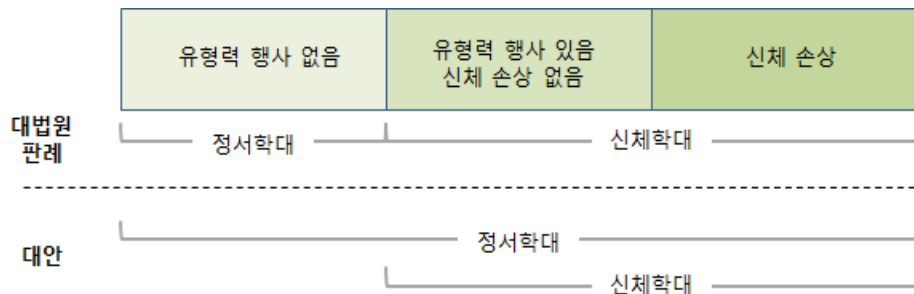 유형력 행사 없음
유형력 행사 있음
신체 손상 없음
신체 손상
대법원
판례
정서학대
신체학대
대안
정서학대
신체학대